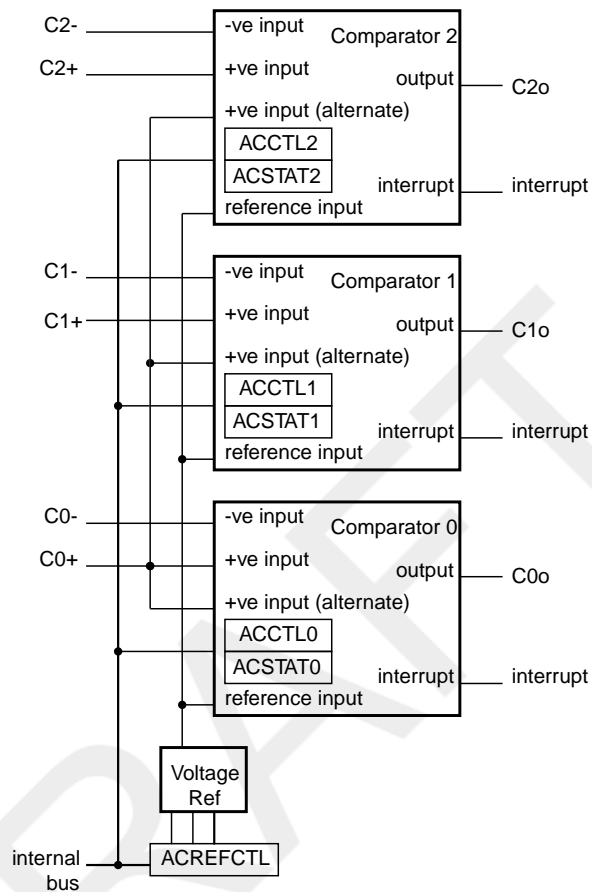 C2-
-ve input
Comparator 2
C2+
+ve input
output
C2o
+ve input (alternate)
ACCTL2
ACSTAT2
interrupt
interrupt
reference input
C1-
-ve input
Comparator 1
C1+
+ve input
output
C1o
+ve input (alternate)
ACCTL1
ACSTAT1
interrupt
interrupt
reference input
C0-
-ve input
Comparator 0
C0+
+ve input
output
C0o
+ve input (alternate)
ACCTL0
ACSTAT0
interrupt
interrupt
reference input
Voltage
Ref
internal
bus
ACREFCTL
RAFT